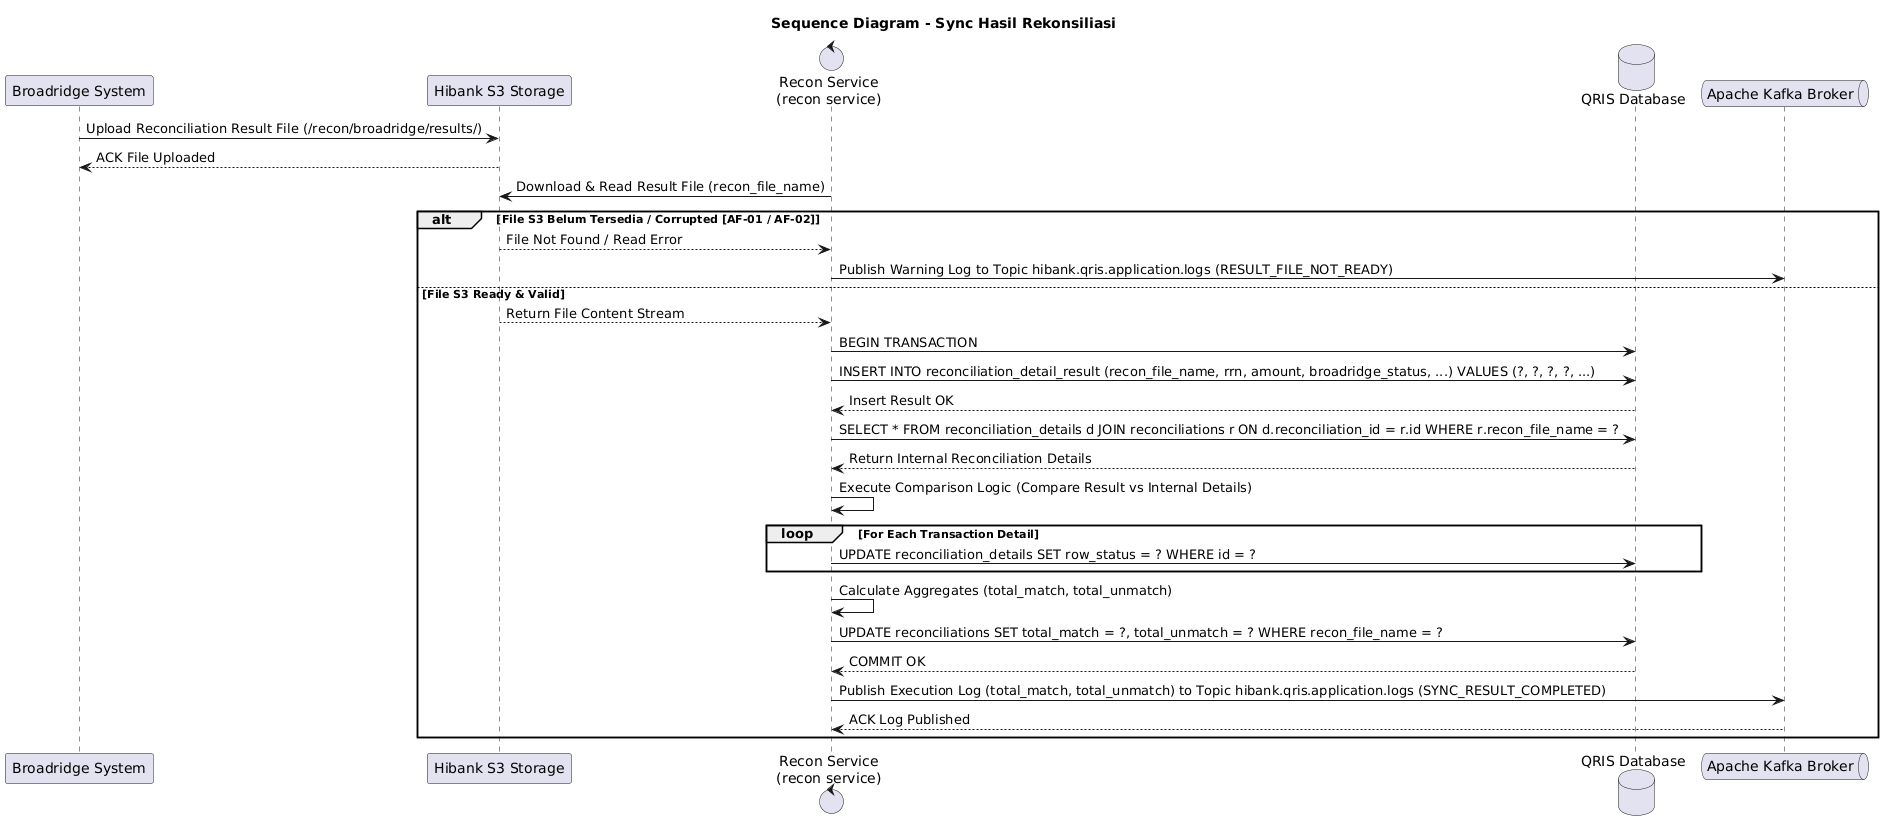 Sequence Diagram - Sync Hasil Rekonsiliasi
Broadridge System
Hibank S3 Storage
Recon Service
(recon service)
QRIS Database
Apache Kafka Broker
Upload Reconciliation Result File (/recon/broadridge/results/)
ACK File Uploaded
Download & Read Result File (recon_file_name)
alt
[File S3 Belum Tersedia / Corrupted [AF-01 / AF-02]]
File Not Found / Read Error
Publish Warning Log to Topic hibank.qris.application.logs (RESULT_FILE_NOT_READY)
[File S3 Ready & Valid]
Return File Content Stream
BEGIN TRANSACTION
INSERT INTO reconciliation_detail_result (recon_file_name, rrn, amount, broadridge_status, ...) VALUES (?, ?, ?, ?, ...)
Insert Result OK
SELECT * FROM reconciliation_details d JOIN reconciliations r ON d.reconciliation_id = r.id WHERE r.recon_file_name = ?
Return Internal Reconciliation Details
Execute Comparison Logic (Compare Result vs Internal Details)
loop
[For Each Transaction Detail]
UPDATE reconciliation_details SET row_status = ? WHERE id = ?
Calculate Aggregates (total_match, total_unmatch)
UPDATE reconciliations SET total_match = ?, total_unmatch = ? WHERE recon_file_name = ?
COMMIT OK
Publish Execution Log (total_match, total_unmatch) to Topic hibank.qris.application.logs (SYNC_RESULT_COMPLETED)
ACK Log Published
Broadridge System
Hibank S3 Storage
Recon Service
(recon service)
QRIS Database
Apache Kafka Broker